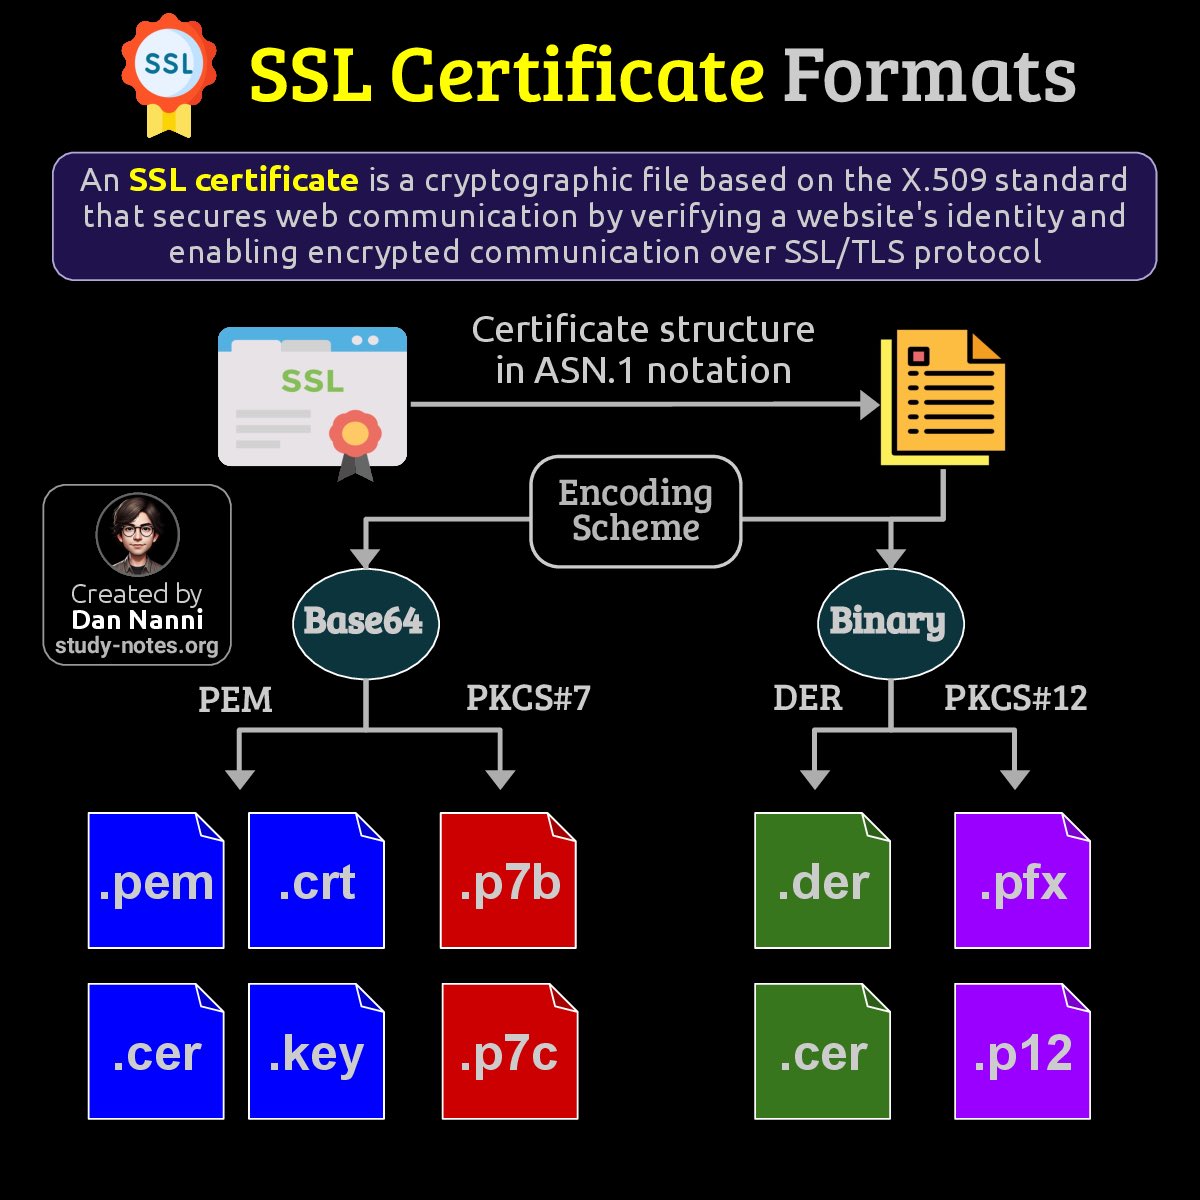 SSL
SSL Certificate Formats
An SSL certificate is a cryptographic file based on the X.509 standard
that secures web communication by verifying a website's identity and
enabling encrypted communication over SSL/TLS protocol
Certificate structure
in ASN.1 notation
SSL
Encoding
Scheme
Created by
Dan Nanni
study-notes.org
Base64
Binary
PEM
PKCS#7
DER
PKCS#12
.pem
.crt
.p7b
.der
.pfx
.cer
.key
.p7c
.cer
.p12